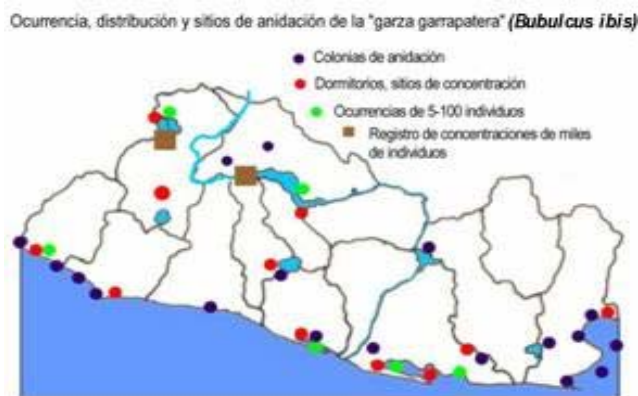 Ocurrencia, distribución y sitios de anidación de la "garza garrapatera" (Bubulcus ibis)
Colonias de anidación
Dormitorios, sitios de concentración
Ocurrencias de 5-100 individuos
Registro de concentraciones de miles
de individuos